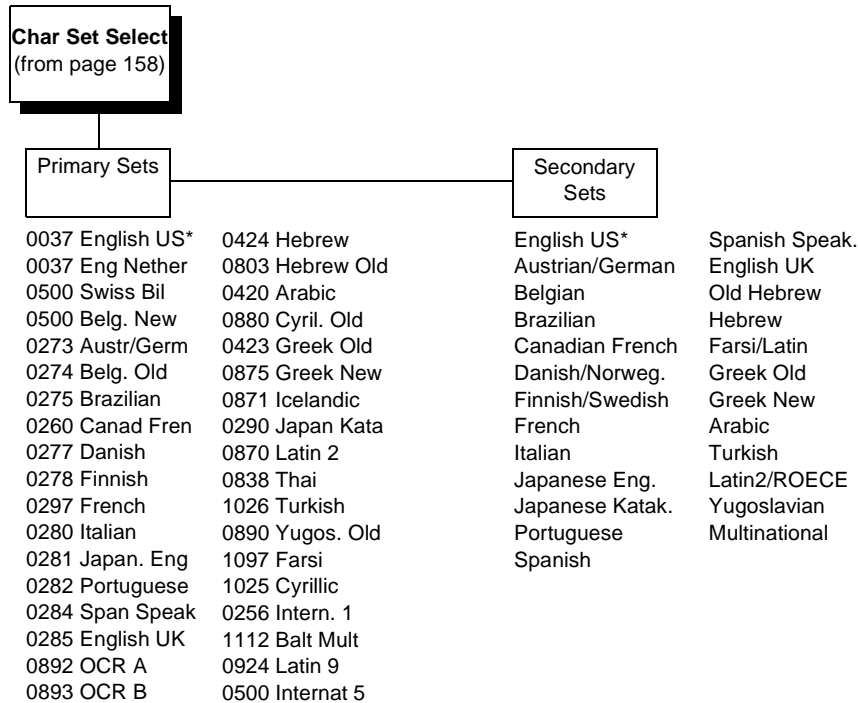 Char Set Select
(from page 158)
Primary Sets
Secondary
Sets
0037 English US*
0037 Eng Nether
0500 Swiss Bil
0500 Belg. New
0273 Austr/Germ
0274 Belg. Old
0275 Brazilian
0260 Canad Fren
0277 Danish
0278 Finnish
0297 French
0280 Italian
0281 Japan. Eng
0282 Portuguese
0284 Span Speak
0285 English UK
0892 OCR A
0893 OCR B
0424 Hebrew
0803 Hebrew Old
0420 Arabic
0880 Cyril. Old
0423 Greek Old
0875 Greek New
0871 Icelandic
0290 Japan Kata
0870 Latin 2
0838 Thai
1026 Turkish
0890 Yugos. Old
1097 Farsi
1025 Cyrillic
0256 Intern. 1
1112 Balt Mult
0924 Latin 9
0500 Internat 5
English US*
Austrian/German
Belgian
Brazilian
Canadian French
Danish/Norweg.
Finnish/Swedish
French
Italian
Japanese Eng.
Japanese Katak.
Portuguese
Spanish
Spanish Speak.
English UK
Old Hebrew
Hebrew
Farsi/Latin
Greek Old
Greek New
Arabic
Turkish
Latin2/ROECE
Yugoslavian
Multinational